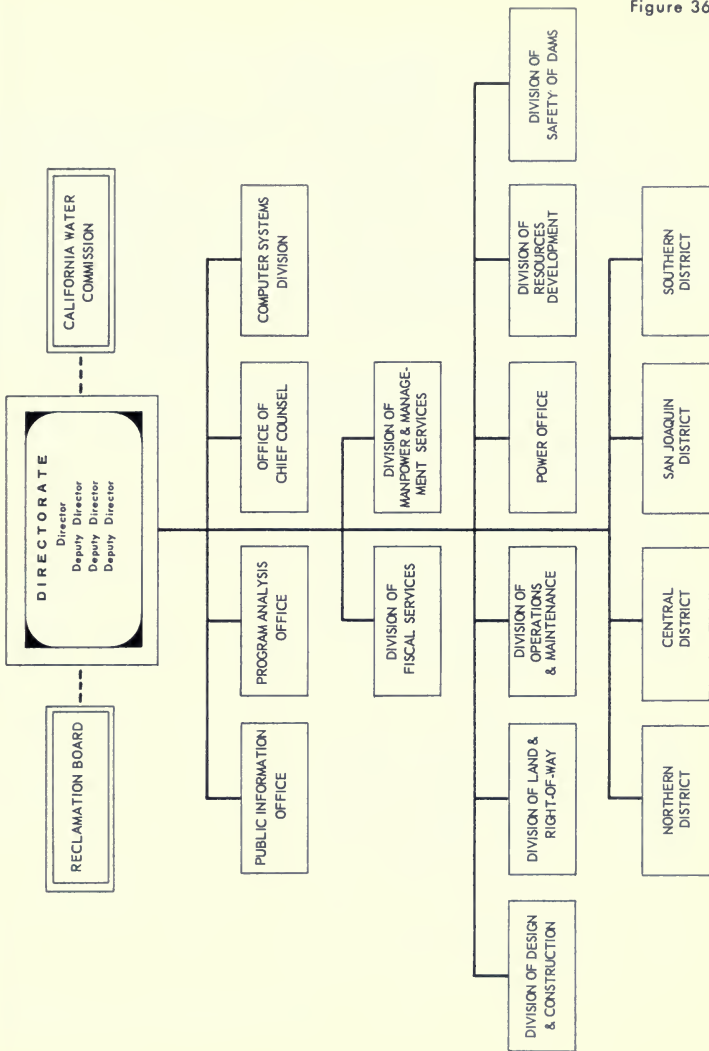 Figure 36
RECLAMATION BOARD
DIRECTORATE
Director
Deputy Director
Deputy Director
Deputy Director
CALIFORNIA WATER
COMMISSION
PUBLIC INFORMATION
OFFICE
PROGRAM ANALYSIS
OFFICE
OFFICE OF
CHIEF COUNSEL
COMPUTER SYSTEMS
DIVISION
DIVISION OF
FISCAL SERVICES
DIVISION OF
MANPOWER & MANAGE-
MENT SERVICES
DIVISION OF DESIGN
& CONSTRUCTION
DIVISION OF LAND &
RIGHT-OF-WAY
DIVISION OF
OPERATIONS
& MAINTENANCE
POWER OFFICE
DIVISION OF
RESOURCES
DEVELOPMENT
DIVISION OF
SAFETY OF DAMS
NORTHERN
DISTRICT
CENTRAL
DISTRICT
SAN JOAQUIN
DISTRICT
SOUTHERN
DISTRICT